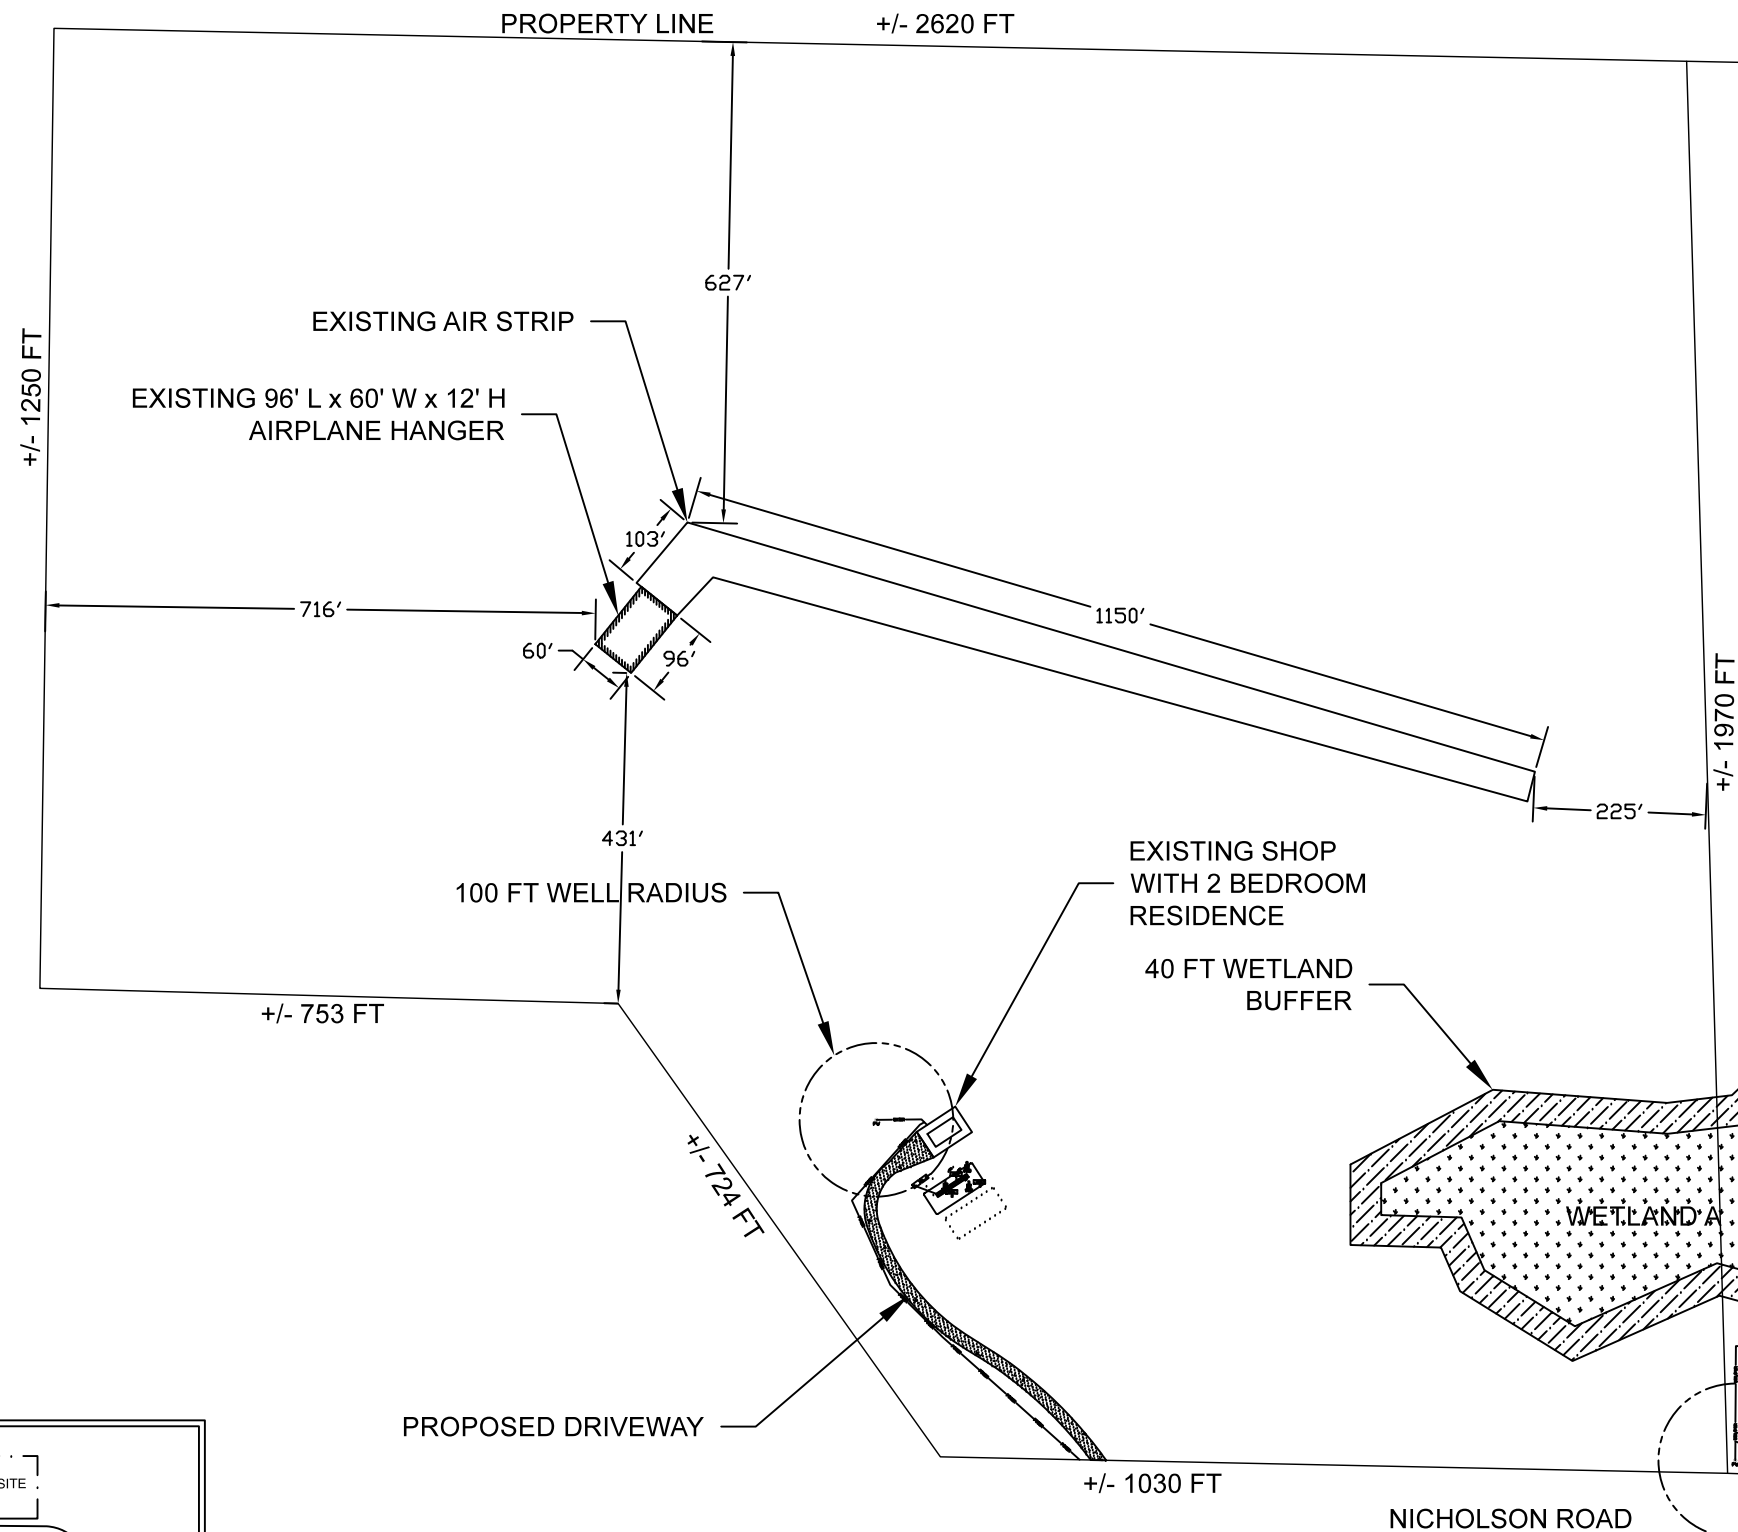 PROPERTY LINE
+/- 2620 FT
627'
EXISTING AIR STRIP
+/- 1250 FT
EXISTING 96' L x 60' W x 12' H
AIRPLANE HANGER
103'
716'
1150'
60'
96'
+/- 1970 FT
225'
431'
EXISTING SHOP
WITH 2 BEDROOM
RESIDENCE
100 FT WELL RADIUS
40 FT WETLAND
BUFFER
+/- 753 FT
+/- 724 FT
WETLAND A
PROPOSED DRIVEWAY
SITE
+/- 1030 FT
NICHOLSON ROAD